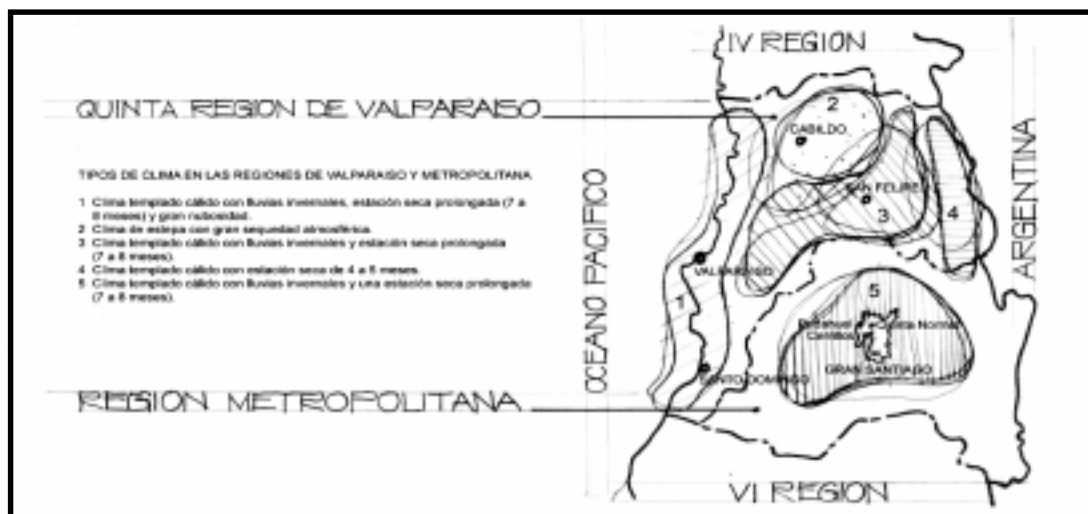 IV REGION
QUINTA REGION DE VALPARAISO
TIPOS DE CLIMA EN LAS REGIONES DE VALPARAISO Y METROPOLITANA
1 Clima templado cálido con lluvias invernales, estación seca prolongada (7 a
8 meses) y gran nubosidad.
2 Clima de estepa con gran sequedad atmosférica.
3 Clima templado cálido con lluvias invernales y estación seca prolongada
(7 a 8 meses).
4 Clima templado cálido con estación seca de 4 a 5 meses.
5 Clima templado cálido con lluvias invernales y una estación seca prolongada
(7 a 8 meses).
REGION METROPOLITANA
OCEANO PACIFICO
2
CABILDO
SAN FELIPE
3
4
VALPARAISO
1
5
Pudahuel
Quinta Normal
Cerrillos
GRAN SANTIAGO
SANTO DOMINGO
ARGENTINA
VI REGION